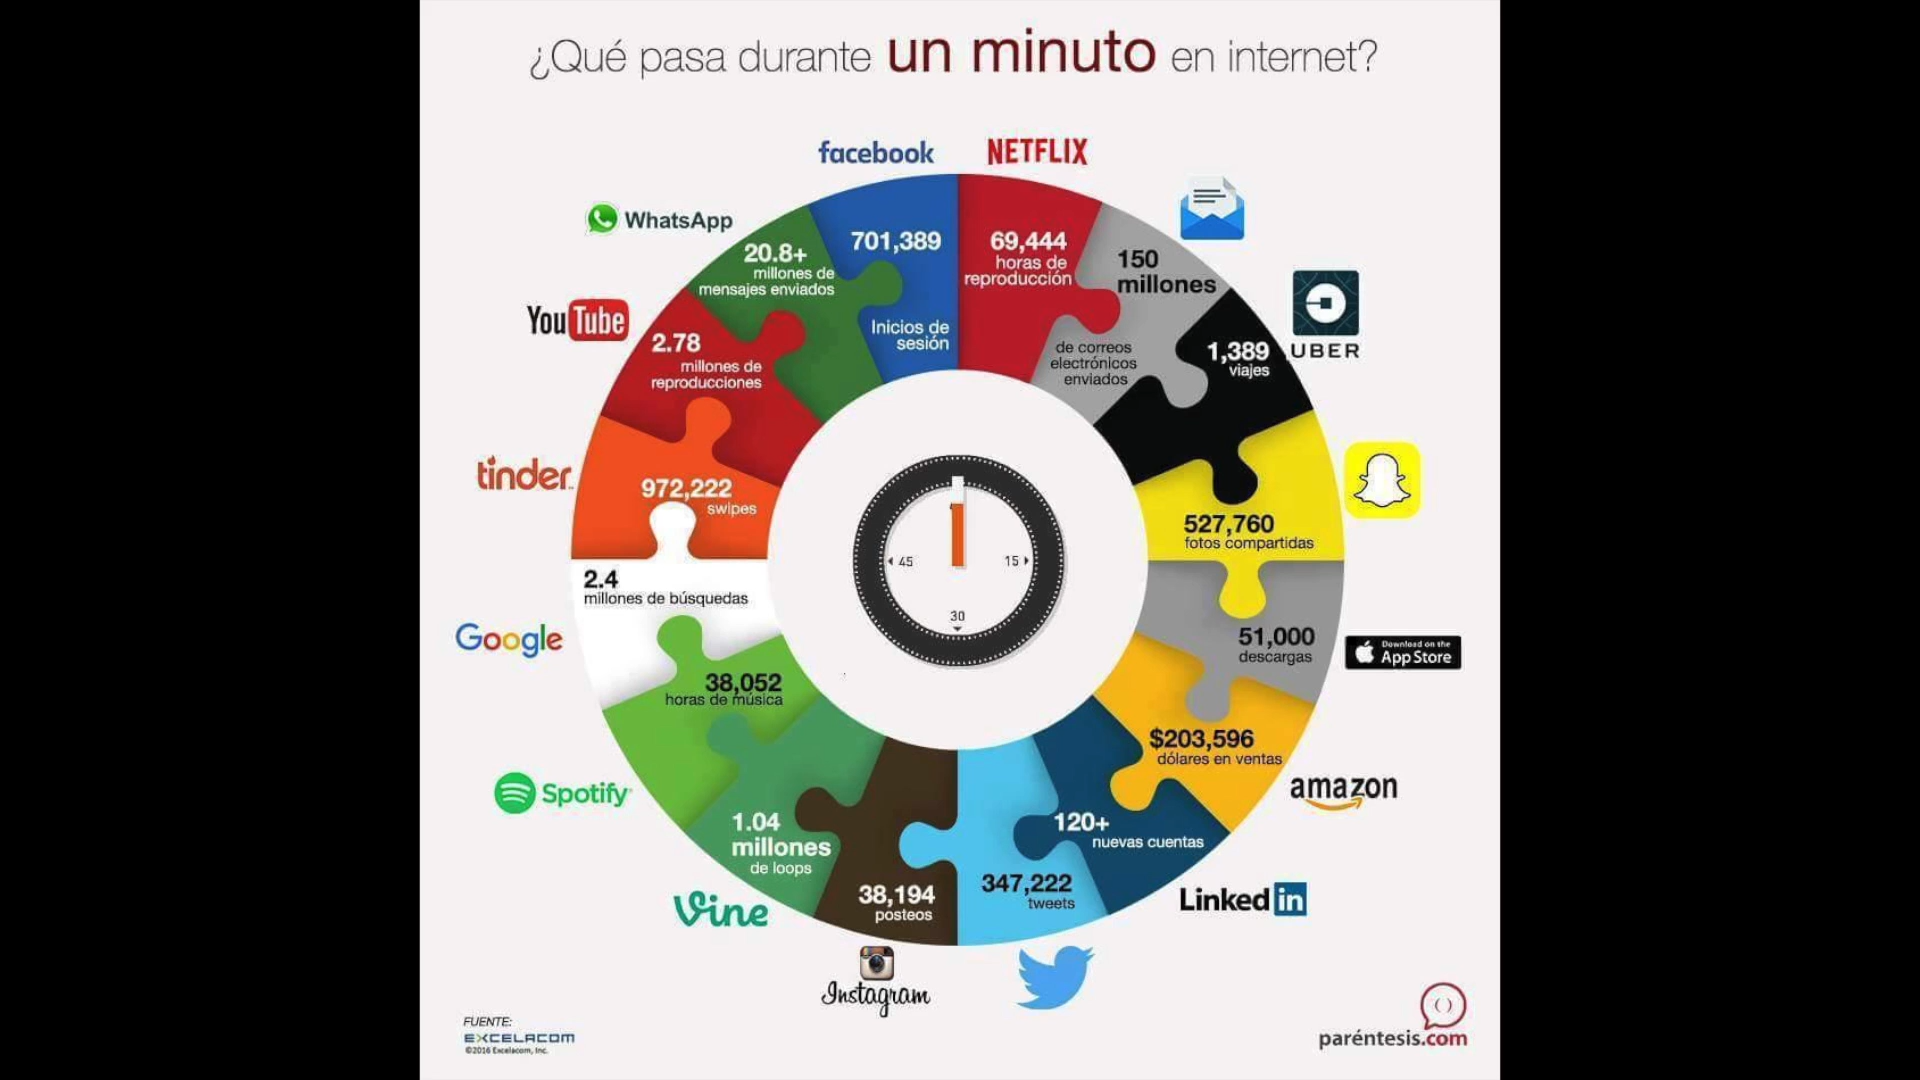 ¿Qué pasa durante un minuto en internet?
facebook
NETFLIX
WhatsApp
701,389
Inicios de
sesión
69,444
horas de
reproducción
150
millones
de correos
electrónicos
enviados
20.8+
millones de
mensajes enviados
UBER
1,389
viajes
YouTube
2.78
millones de
reproducciones
tinder
972,222
swipes
527,760
fotos compartidas
45
15
30
2.4
millones de búsquedas
Google
51,000
descargas
Download on the
App Store
38,052
horas de música
Spotify
$203,596
dólares en ventas
amazon
1.04
millones
de loops
Vine
120+
nuevas cuentas
LinkedIn
38,194
posteos
Instagram
347,222
tweets
FUENTE:
EXCELACOM
©2016 Excelacom, Inc.
paréntesis.com